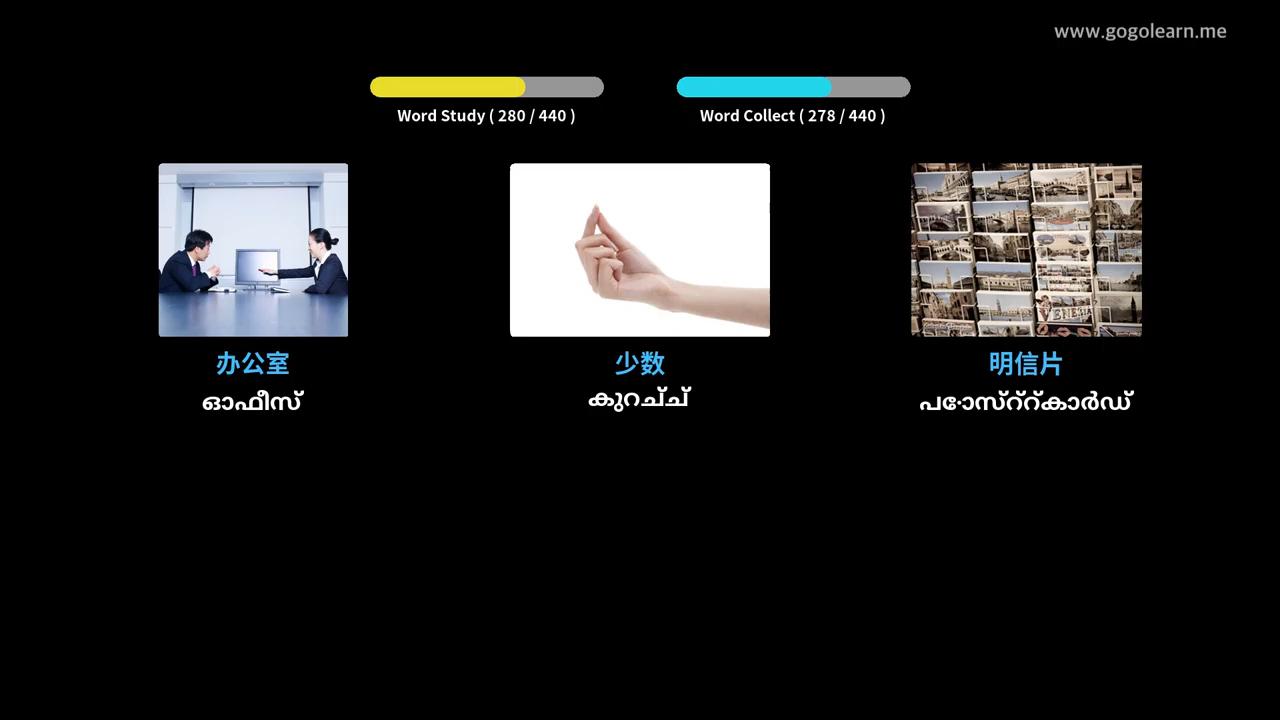 www.gogolearn.me
Word Study ( 280 / 440 )
Word Collect ( 278 / 440 )
VENEZIA
办公室
少数
明信片
ഓഫീസ്
കുറച്ച്
പോസ്റ്റ്കാർഡ്